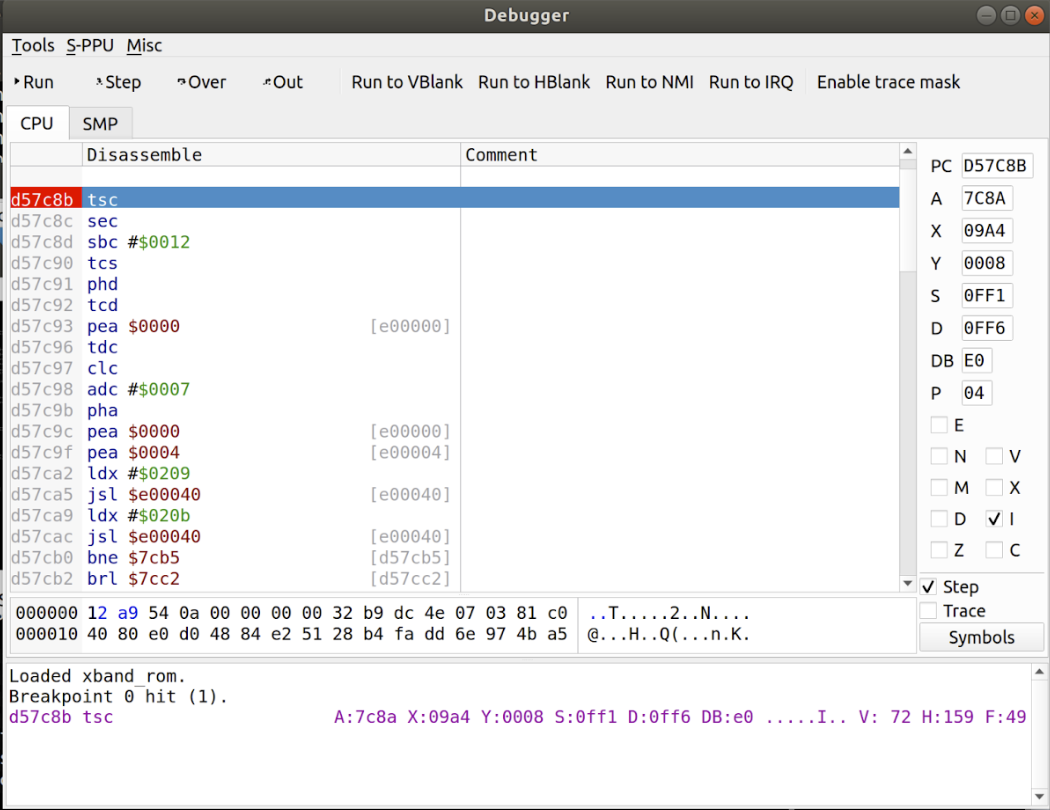 Debugger
Tools S-PPU Misc
Run Step Over Out Run to VBlank Run to HBlank Run to NMI Run to IRQ Enable trace mask
CPU SMP
Disassemble Comment
d57c8b tsc
d57c8c sec
d57c8d sbc #$0012
d57c90 tcs
d57c91 phd
d57c92 tcd
d57c93 pea $0000 [e00000]
d57c96 tdc
d57c97 clc
d57c98 adc #$0007
d57c9b pha
d57c9c pea $0000 [e00000]
d57c9f pea $0004 [e00004]
d57ca2 ldx #$0209
d57ca5 jsl $e00040 [e00040]
d57ca9 ldx #$020b
d57cac jsl $e00040 [e00040]
d57cb0 bne $7cb5 [d57cb5]
d57cb2 brl $7cc2 [d57cc2]
PC D57C8B
A 7C8A
X 09A4
Y 0008
S 0FF1
D 0FF6
DB E0
P 04
E
N V
M X
D I
Z C
Step
Trace
Symbols
000000 12 a9 54 0a 00 00 00 00 32 b9 dc 4e 07 03 81 c0 ..T.....2..N....
000010 40 80 e0 d0 48 84 e2 51 28 b4 fa dd 6e 97 4b a5 @...H..Q(...n.K.
Loaded xband_rom.
Breakpoint 0 hit (1).
d57c8b tsc A:7c8a X:09a4 Y:0008 S:0ff1 D:0ff6 DB:e0 .....I.. V: 72 H:159 F:49